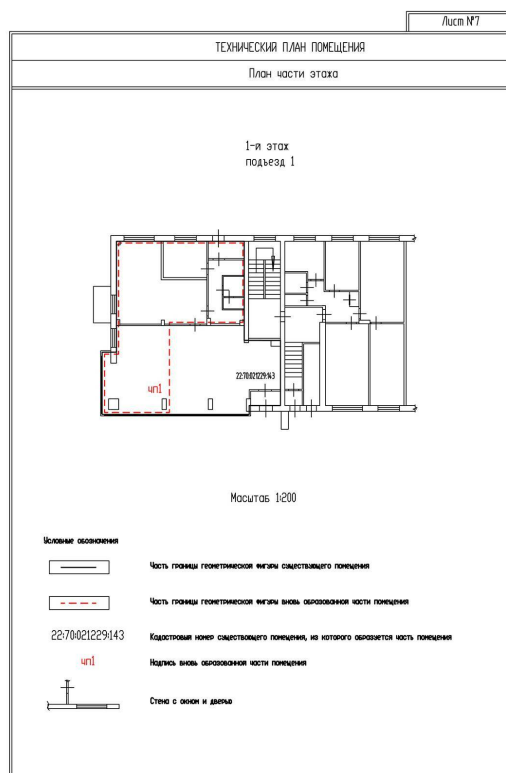 Лист №7
ТЕХНИЧЕСКИЙ ПЛАН ПОМЕЩЕНИЯ
План части этажа
1-й этаж
подъезд 1
22:70:021229:143
чп1
Масштаб 1:200
Условные обозначения
Часть границы геометрической фигуры существующего помещения
Часть границы геометрической фигуры вновь образованной части помещения
22:70:021229:143 Кадастровый номер существующего помещения, из которого образуется часть помещения
чп1 Надпись вновь образованной части помещения
Стена с окном и дверью